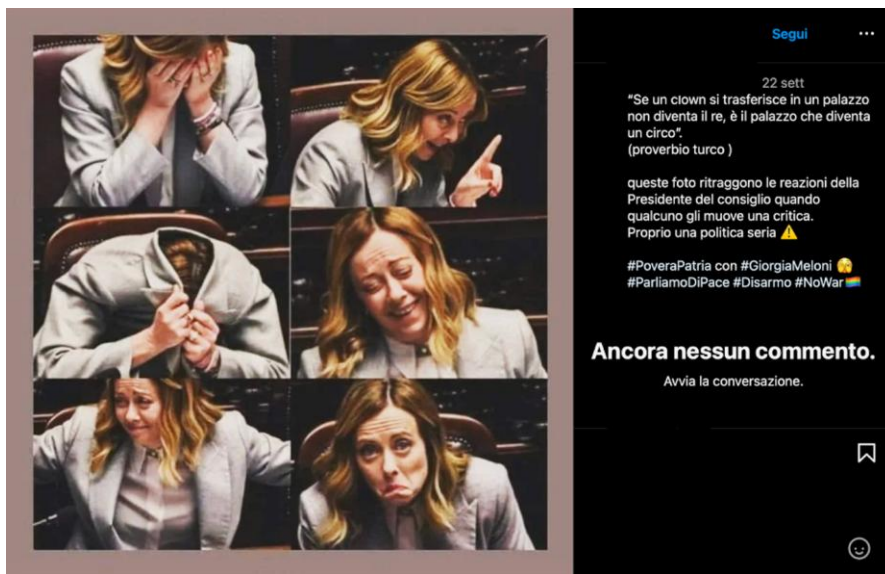 Segui
22 sett
“Se un clown si trasferisce in un palazzo
non diventa il re, è il palazzo che diventa
un circo”.
(proverbio turco )
queste foto ritraggono le reazioni della
Presidente del consiglio quando
qualcuno gli muove una critica.
Proprio una politica seria ⚠️
#PoveraPatria con #GiorgiaMeloni 🫣
#ParliamoDiPace #Disarmo #NoWar🏳️‍🌈
Ancora nessun commento.
Avvia la conversazione.